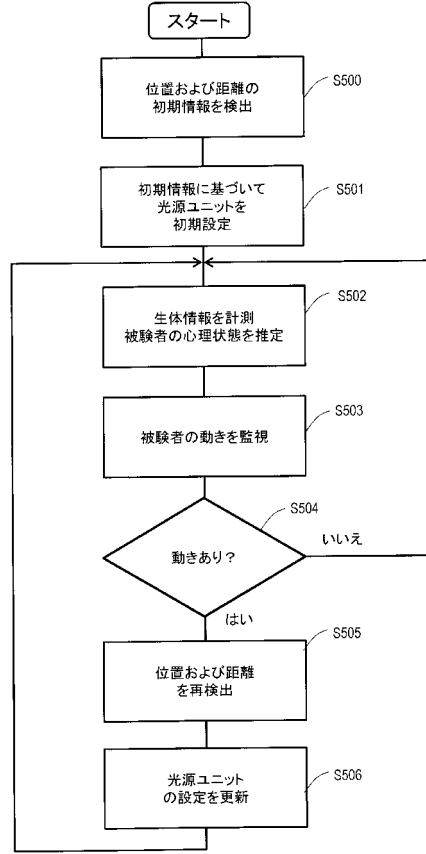 スタート
位置および距離の
初期情報を検出
S500
初期情報に基づいて
光源ユニットを
初期設定
S501
生体情報を計測
被験者の心理状態を推定
S502
被験者の動きを監視
S503
動きあり?
S504
いいえ
はい
位置および距離
を再検出
S505
光源ユニット
の設定を更新
S506